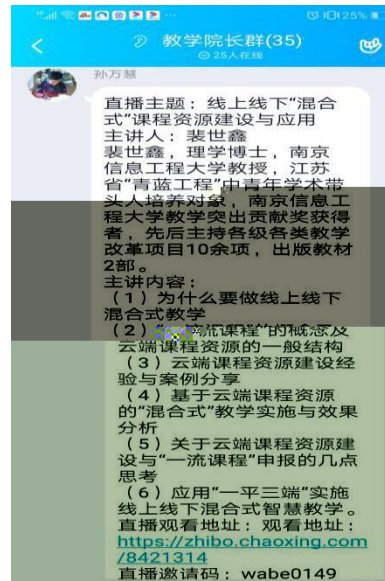 25%
教学院长群(35)
25人在线
孙万慧
直播主题：线上线下“混合
式”课程资源建设与应用
主讲人：裴世鑫
裴世鑫，理学博士，南京
信息工程大学教授，江苏
省“青蓝工程”中青年学术带
头人培养对象，南京信息工
程大学教学突出贡献奖获得
者，先后主持各级各类教学
改革项目10余项，出版教材
2部。
主讲内容：
（1）为什么要做线上线下
混合式教学
（2）流课程”的概念及
云端课程资源的一般结构
（3）云端课程资源建设经
验与案例分享
（4）基于云端课程资源
的“混合式”教学实施与效果
分析
（5）关于云端课程资源建
设与“一流课程”申报的几点
思考
（6）应用“一平三端”实施
线上线下混合式智慧教学。
直播观看地址：观看地址：
https://zhibo.chaoxing.com
/8421314
直播邀请码：wabe0149